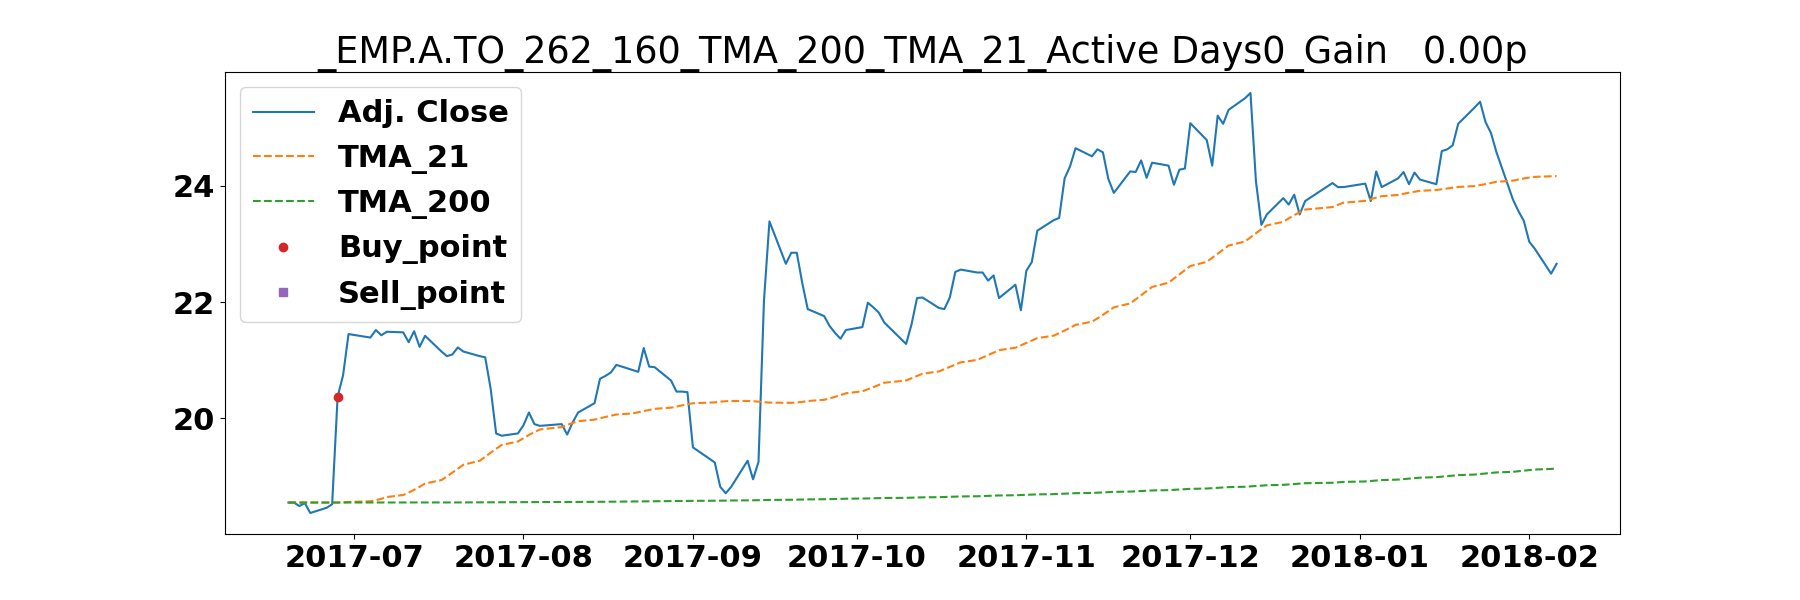 _EMP.A.TO_262_160_TMA_200_TMA_21_Active Days0_Gain   0.00p
Adj. Close
TMA_21
TMA_200
Buy_point
Sell_point
24
22
20
2017-07 2017-08 2017-09 2017-10 2017-11 2017-12 2018-01 2018-02